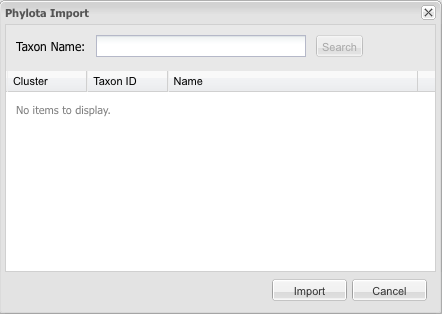 Phylota Import
Taxon Name: Search
Cluster Taxon ID Name
No items to display.
Import Cancel